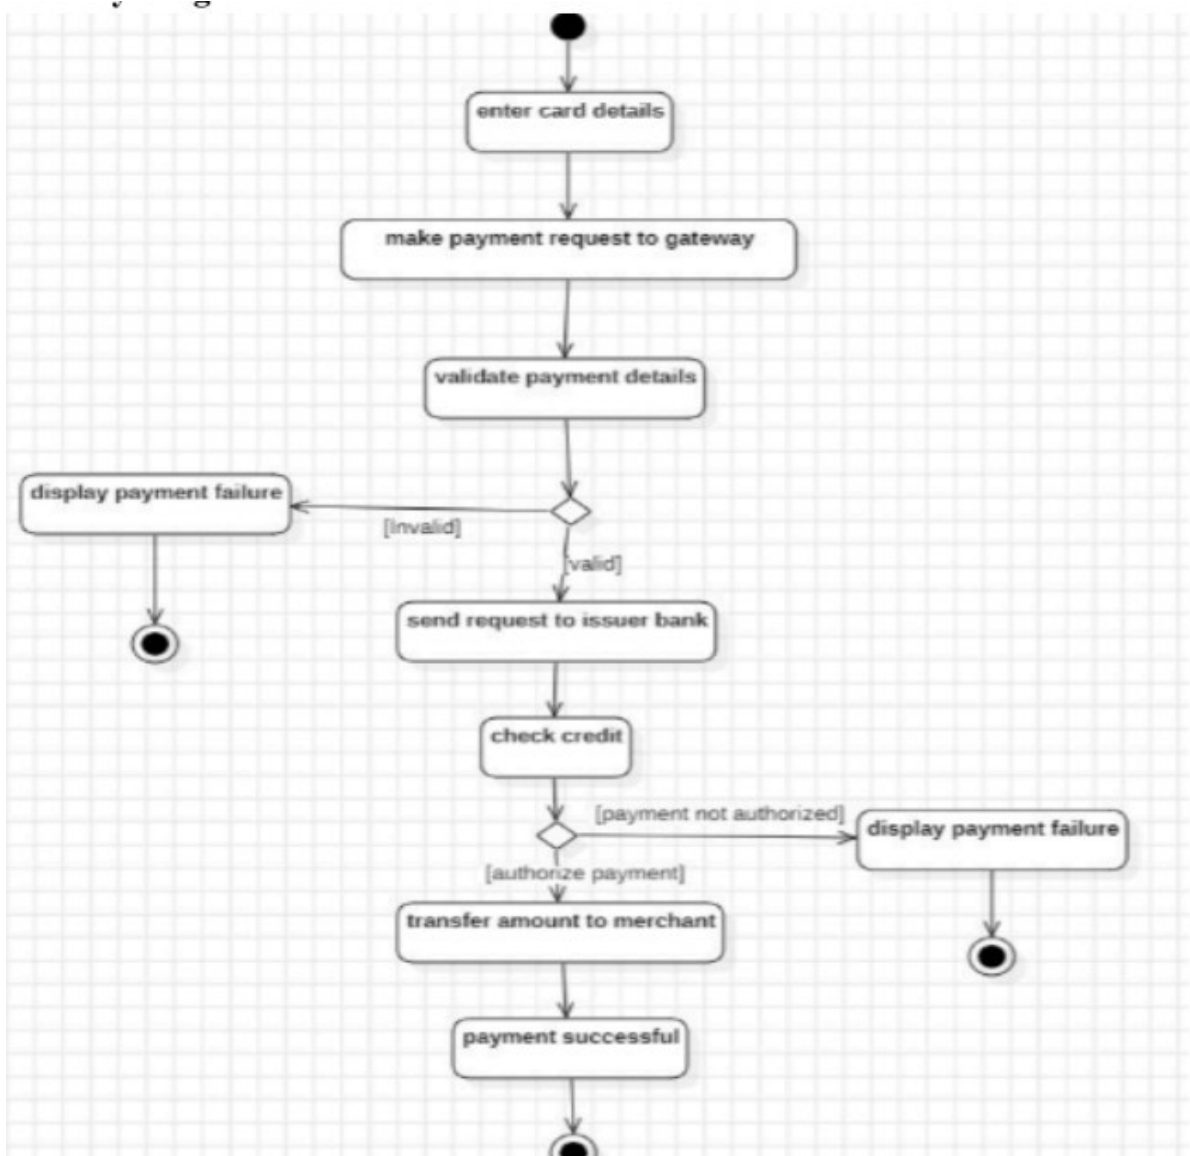 enter card details
make payment request to gateway
validate payment details
display payment failure
[Invalid]
[valid]
send request to issuer bank
check credit
[payment not authorized]
display payment failure
[authorize payment]
transfer amount to merchant
payment successful